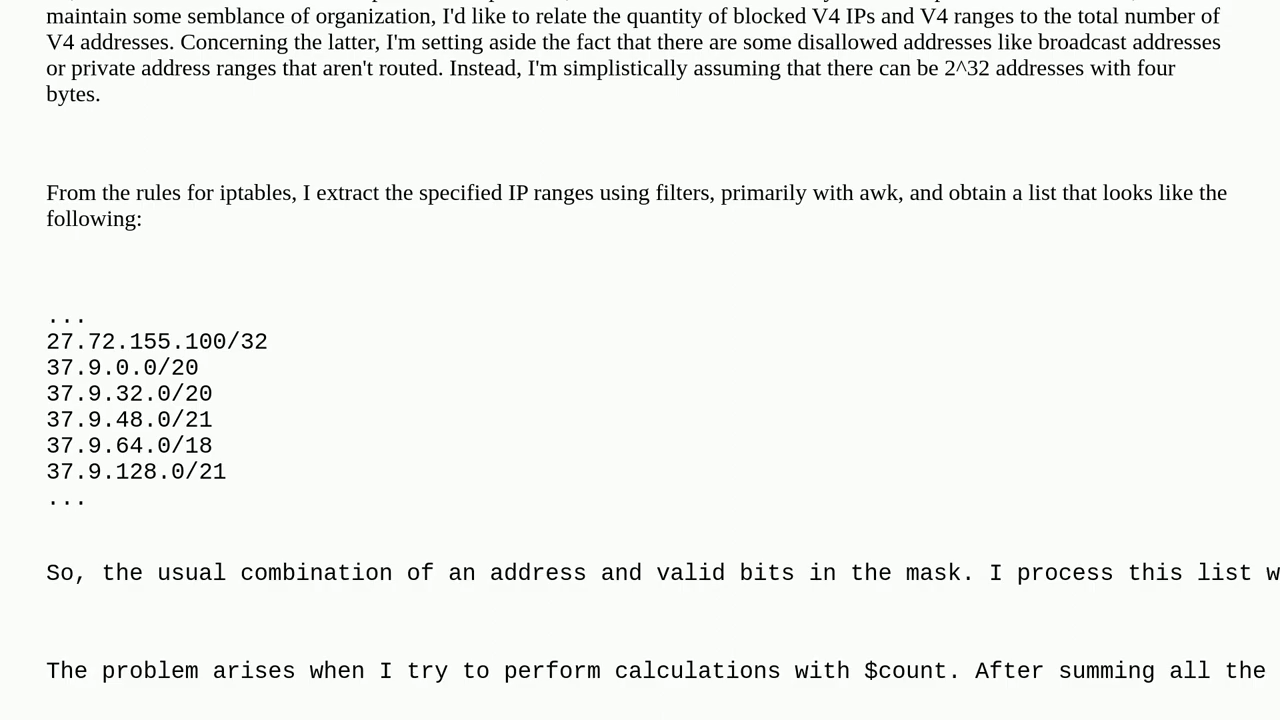 maintain some semblance of organization, I'd like to relate the quantity of blocked V4 IPs and V4 ranges to the total number of
V4 addresses. Concerning the latter, I'm setting aside the fact that there are some disallowed addresses like broadcast addresses
or private address ranges that aren't routed. Instead, I'm simplistically assuming that there can be 2^32 addresses with four
bytes.
From the rules for iptables, I extract the specified IP ranges using filters, primarily with awk, and obtain a list that looks like the
following:
...
27.72.155.100/32
37.9.0.0/20
37.9.32.0/20
37.9.48.0/21
37.9.64.0/18
37.9.128.0/21
...
So, the usual combination of an address and valid bits in the mask. I process this list
The problem arises when I try to perform calculations with $count. After summing all the